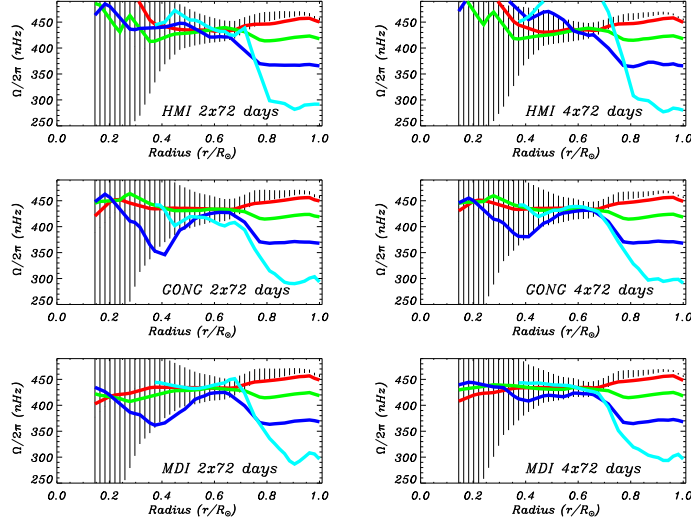 450
400
350
300
250
Ω/2π (nHz)
HMI 2x72 days
0.0 0.2 0.4 0.6 0.8 1.0
Radius (r/R⊙)
450
400
350
300
250
Ω/2π (nHz)
HMI 4x72 days
0.0 0.2 0.4 0.6 0.8 1.0
Radius (r/R⊙)
450
400
350
300
250
Ω/2π (nHz)
GONG 2x72 days
0.0 0.2 0.4 0.6 0.8 1.0
Radius (r/R⊙)
450
400
350
300
250
Ω/2π (nHz)
GONG 4x72 days
0.0 0.2 0.4 0.6 0.8 1.0
Radius (r/R⊙)
450
400
350
300
250
Ω/2π (nHz)
MDI 2x72 days
0.0 0.2 0.4 0.6 0.8 1.0
Radius (r/R⊙)
450
400
350
300
250
Ω/2π (nHz)
MDI 4x72 days
0.0 0.2 0.4 0.6 0.8 1.0
Radius (r/R⊙)